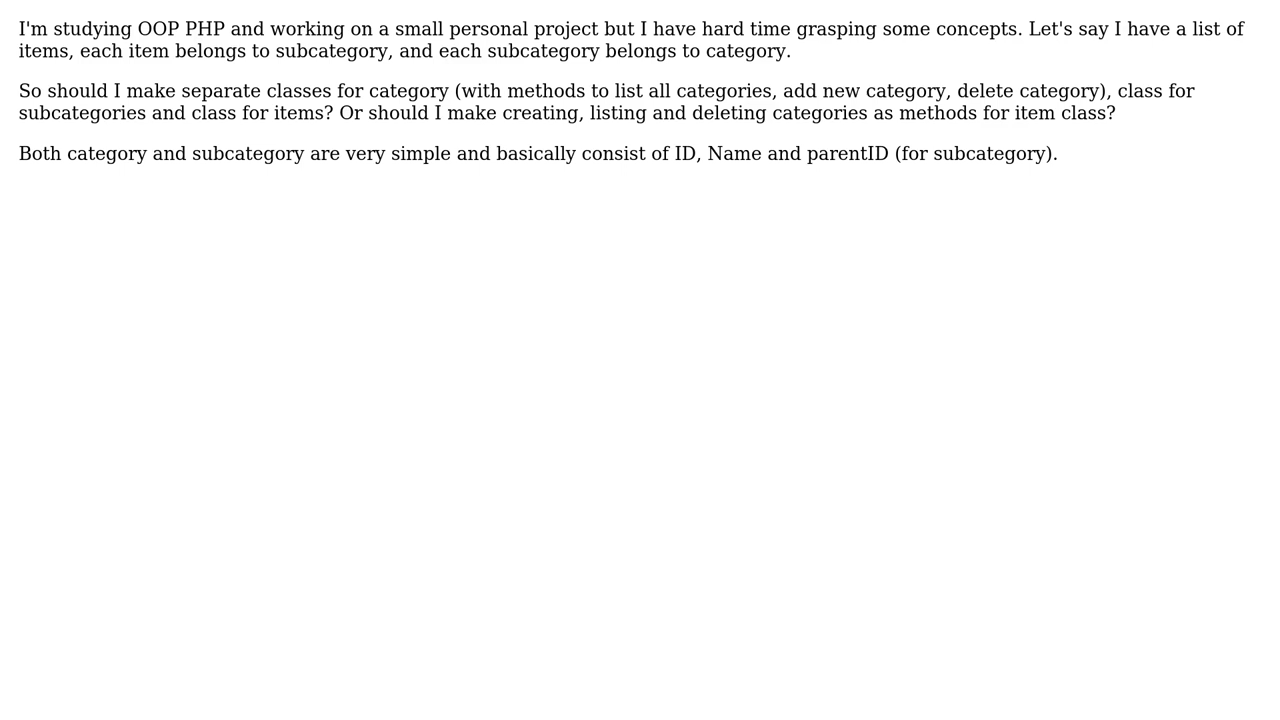 I'm studying OOP PHP and working on a small personal project but I have hard time grasping some concepts. Let's say I have a list of
items, each item belongs to subcategory, and each subcategory belongs to category.
So should I make separate classes for category (with methods to list all categories, add new category, delete category), class for
subcategories and class for items? Or should I make creating, listing and deleting categories as methods for item class?
Both category and subcategory are very simple and basically consist of ID, Name and parentID (for subcategory).